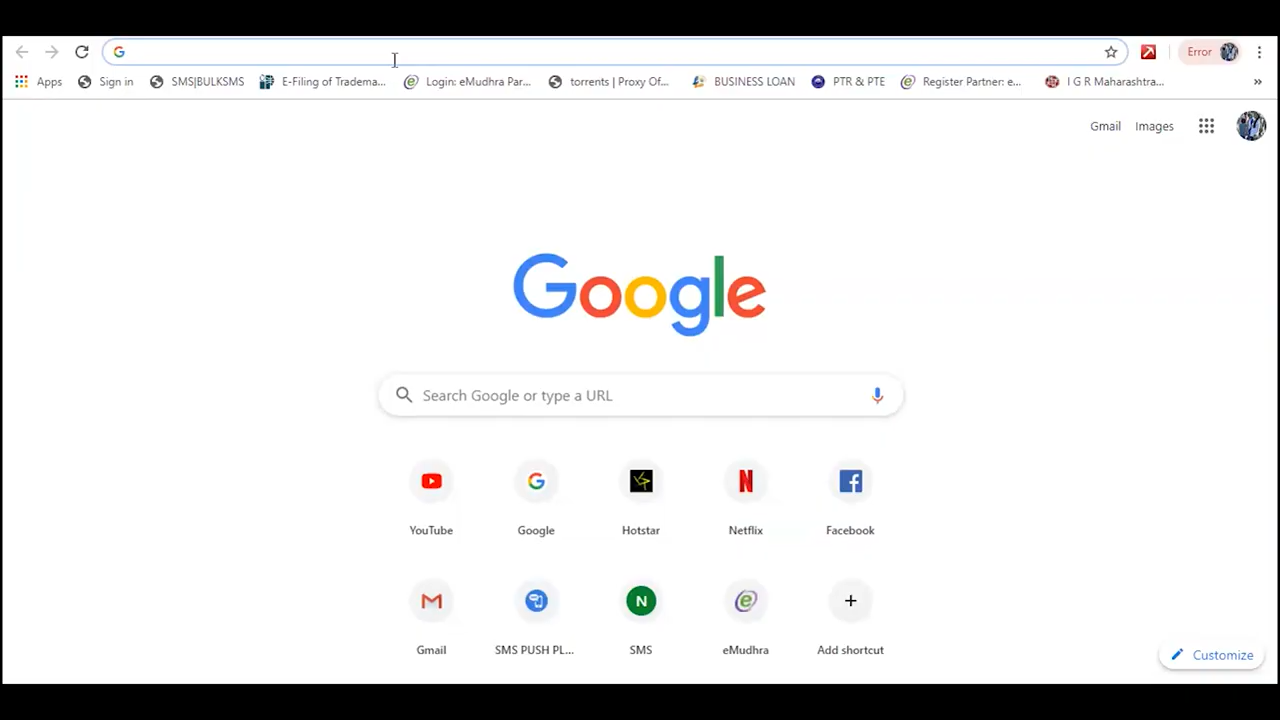 Error
Apps Sign in SMS|BULKSMS E-Filing of Tradema... Login: eMudhra Par... torrents | Proxy Of... BUSINESS LOAN PTR & PTE Register Partner: e... I G R Maharashtra... »
Gmail Images
Google
Search Google or type a URL
YouTube Google Hotstar Netflix Facebook
Gmail SMS PUSH PL... SMS eMudhra Add shortcut
Customize